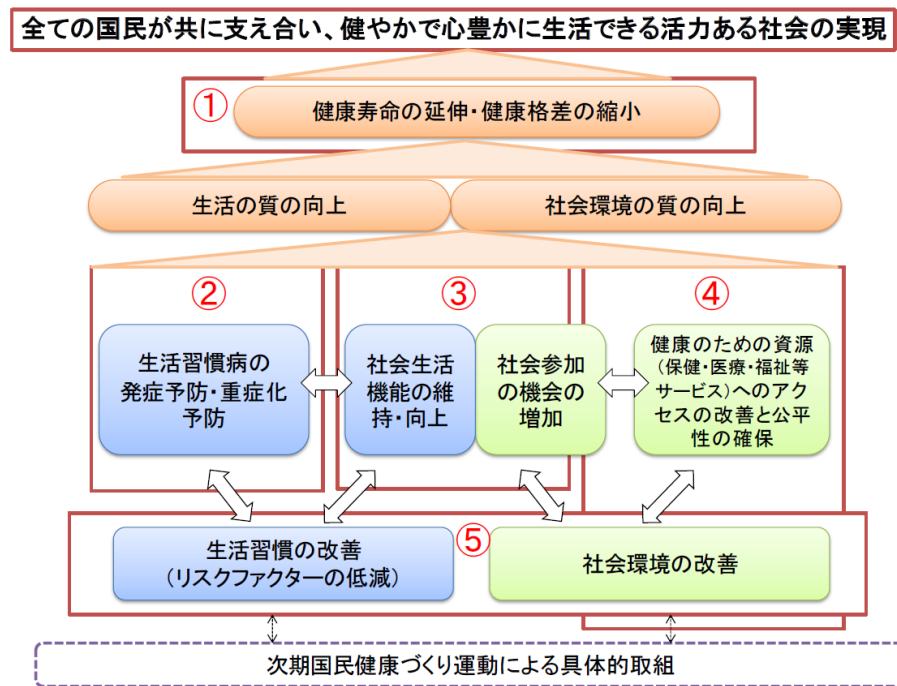 全ての国民が共に支え合い、健やかで心豊かに生活できる活力ある社会の実現
①
健康寿命の延伸・健康格差の縮小
生活の質の向上
社会環境の質の向上
②
③
④
生活習慣病の
発症予防・重症化
予防
社会生活
機能の維
持・向上
社会参加
の機会の
増加
健康のための資源
(保健・医療・福祉等
サービス)へのアク
セスの改善と公平
性の確保
⑤
生活習慣の改善
(リスクファクターの低減)
社会環境の改善
次期国民健康づくり運動による具体的取組